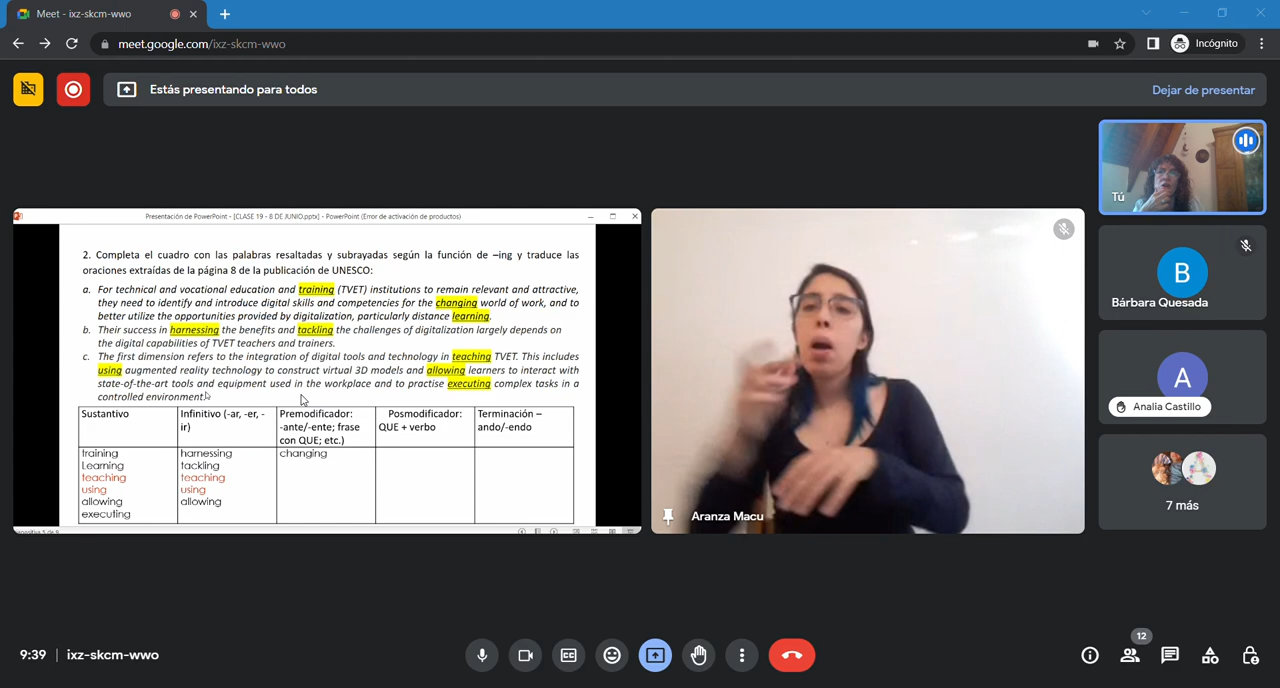 Meet - ixz-skcm-wwo
meet.google.com/ixz-skcm-wwo
Incógnito
Estás presentando para todos
Dejar de presentar
Presentación de PowerPoint - [CLASE 19 - 8 DE JUNIO.pptx] - PowerPoint (Error de activación de productos)
2. Completa el cuadro con las palabras resaltadas y subrayadas según la función de –ing y traduce las
oraciones extraídas de la página 8 de la publicación de UNESCO:
a. For technical and vocational education and training (TVET) institutions to remain relevant and attractive,
they need to identify and introduce digital skills and competencies for the changing world of work, and to
better utilize the opportunities provided by digitalization, particularly distance learning.
b. Their success in harnessing the benefits and tackling the challenges of digitalization largely depends on
the digital capabilities of TVET teachers and trainers.
c. The first dimension refers to the integration of digital tools and technology in teaching TVET. This includes
using augmented reality technology to construct virtual 3D models and allowing learners to interact with
state-of-the-art tools and equipment used in the workplace and to practise executing complex tasks in a
controlled environment.
Sustantivo
Infinitivo (-ar, -er, -
ir)
Premodificador:
-ante/-ente; frase
con QUE; etc.)
Posmodificador:
QUE + verbo
Terminación –
ando/-endo
training
Learning
teaching
using
allowing
executing
harnessing
tackling
teaching
using
allowing
changing
Aranza Macu
Tú
B
Bárbara Quesada
A
Analia Castillo
7 más
9:39 | ixz-skcm-wwo
12